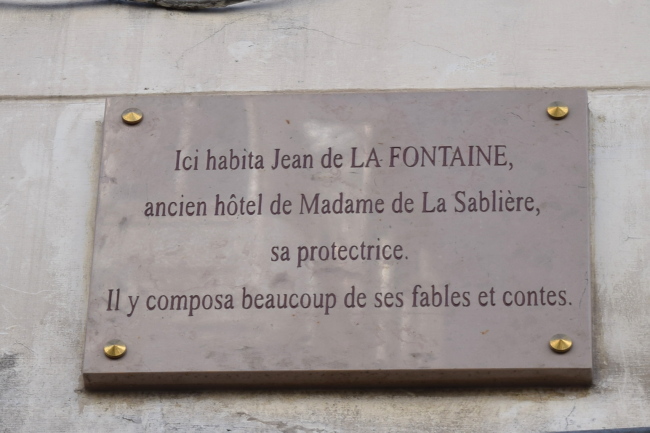 Ici habita Jean de LA FONTAINE,
ancien hôtel de Madame de La Sablière,
sa protectrice.
Il y composa beaucoup de ses fables et contes.